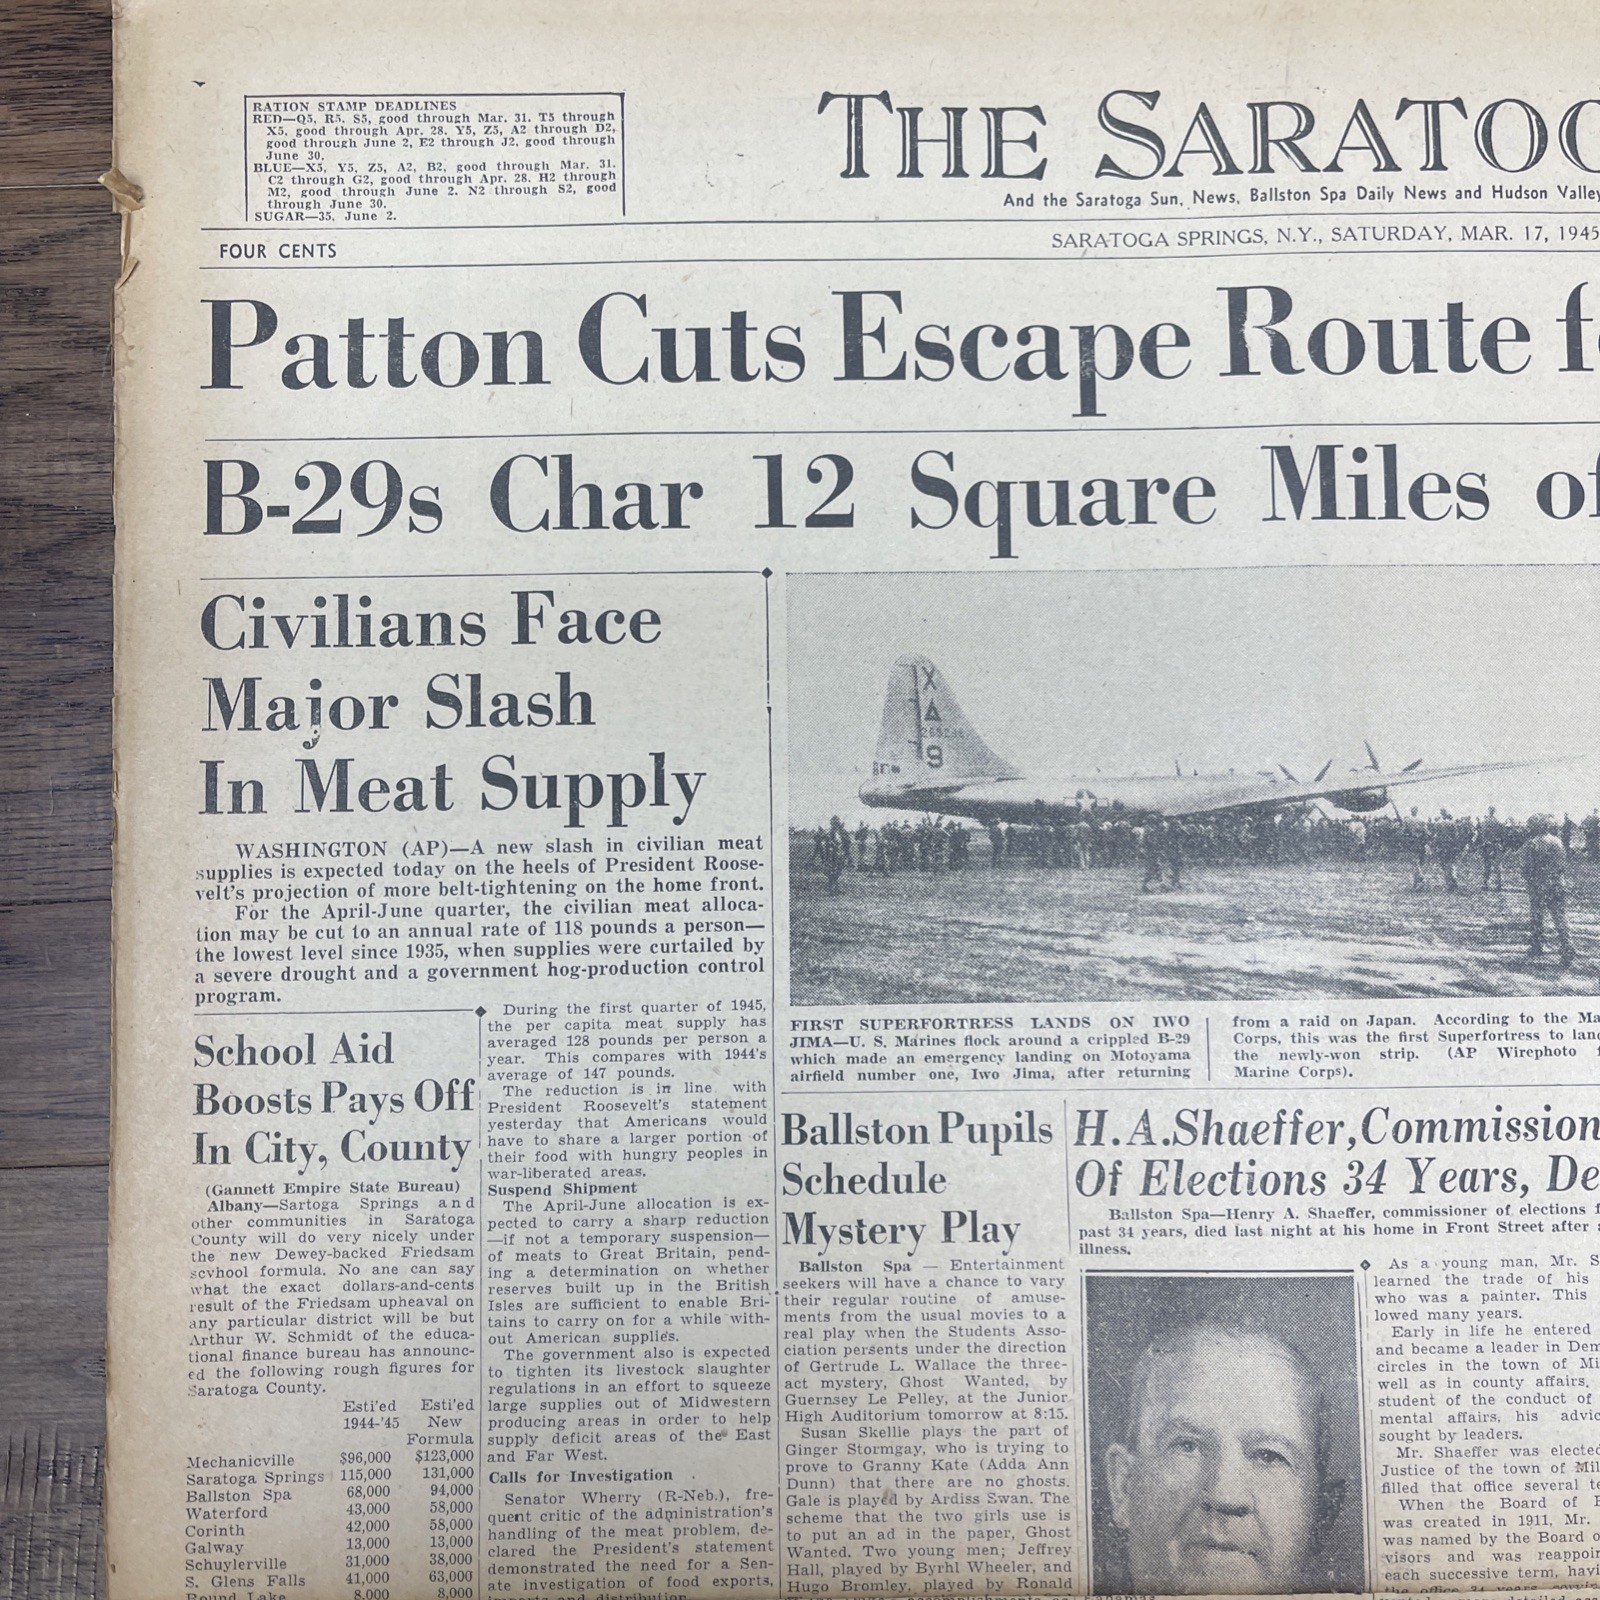 RATION STAMP DEADLINES
RED—Q5, R5, S5, good through Mar. 31. T5 through
X5, good through Apr. 28. Y5, Z5, A2 through D2,
good through June 2, E2 through J2, good through
June 30.
BLUE—X5, Y5, Z5, A2, B2, good through Mar. 31.
C2 through G2, good through Apr. 28. H2 through
M2, good through June 2. N2 through S2, good
through June 30.
SUGAR—35, June 2.
THE SARATO
And the Saratoga Sun, News, Ballston Spa Daily News and Hudson Valley
FOUR CENTS
SARATOGA SPRINGS, N.Y., SATURDAY, MAR. 17, 1945
Patton Cuts Escape Route f
B-29s Char 12 Square Miles of
Civilians Face
Major Slash
In Meat Supply
WASHINGTON (AP)—A new slash in civilian meat
supplies is expected today on the heels of President Roose-
velt's projection of more belt-tightening on the home front.
For the April-June quarter, the civilian meat alloca-
tion may be cut to an annual rate of 118 pounds a person—
the lowest level since 1935, when supplies were curtailed by
a severe drought and a government hog-production control
program.
School Aid
Boosts Pays Off
In City, County
(Gannett Empire State Bureau)
Albany—Sartoga Springs and
other communities in Saratoga
County will do very nicely under
the new Dewey-backed Friedsam
scvhool formula. No ane can say
what the exact dollars-and-cents
result of the Friedsam upheaval on
any particular district will be but
Arthur W. Schmidt of the educa-
tional finance bureau has announc-
ed the following rough figures for
Saratoga County.
Esti'ed Esti'ed
1944-'45 New
Formula
Mechanicville $96,000 $123,000
Saratoga Springs 115,000 131,000
Ballston Spa 68,000 94,000
Waterford 43,000 58,000
Corinth 42,000 58,000
Galway 13,000 13,000
Schuylerville 31,000 38,000
S. Glens Falls 41,000 63,000
Round Lake 8,000 8,000
During the first quarter of 1945,
the per capita meat supply has
averaged 128 pounds per person a
year. This compares with 1944's
average of 147 pounds.
The reduction is in line with
President Roosevelt's statement
yesterday that Americans would
have to share a larger portion of
their food with hungry peoples in
war-liberated areas.
Suspend Shipment
The April-June allocation is ex-
pected to carry a sharp reduction
—if not a temporary suspension—
of meats to Great Britain, pend-
ing a determination on whether
reserves built up in the British
Isles are sufficient to enable Bri-
tains to carry on for a while with-
out American supplies.
The government also is expected
to tighten its livestock slaughter
regulations in an effort to squeeze
large supplies out of Midwestern
producing areas in order to help
supply deficit areas of the East
and Far West.
Calls for Investigation
Senator Wherry (R-Neb.), fre-
quent critic of the administration's
handling of the meat problem, de-
clared the President's statement
demonstrated the need for a Sen-
ate investigation of food exports,
imports and distribution.
X
9
FIRST SUPERFORTRESS LANDS ON IWO
JIMA—U. S. Marines flock around a crippled B-29
which made an emergency landing on Motoyama
airfield number one, Iwo Jima, after returning
from a raid on Japan. According to the Ma
Corps, this was the first Superfortress to lan
the newly-won strip. (AP Wirephoto f
Marine Corps).
Ballston Pupils
Schedule
Mystery Play
Ballston Spa — Entertainment
seekers will have a chance to vary
their regular routine of amuse-
ments from the usual movies to a
real play when the Students Asso-
ciation persents under the direction
of Gertrude L. Wallace the three-
act mystery, Ghost Wanted, by
Guernsey Le Pelley, at the Junior
High Auditorium tomorrow at 8:15.
Susan Skellie plays the part of
Ginger Stormgay, who is trying to
prove to Granny Kate (Adda Ann
Dunn) that there are no ghosts.
Gale is played by Ardiss Swan. The
scheme that the two girls use is
to put an ad in the paper, Ghost
Wanted. Two young men; Jeffrey
Hall, played by Byrhl Wheeler, and
Hugo Bromley, played by Ronald
H.A.Shaeffer,Commission
Of Elections 34 Years, De
Ballston Spa—Henry A. Shaeffer, commissioner of elections f
past 34 years, died last night at his home in Front Street after a
illness.
As a young man, Mr. S
learned the trade of his
who was a painter. This
lowed many years.
Early in life he entered
and became a leader in Dem
circles in the town of Mi
well as in county affairs.
student of the conduct of
mental affairs, his advic
sought by leaders.
Mr. Shaeffer was elected
Justice of the town of Mil
filled that office several te
When the Board of E
was created in 1911, Mr.
was named by the Board o
visors and was reappoin
each successive term, havi